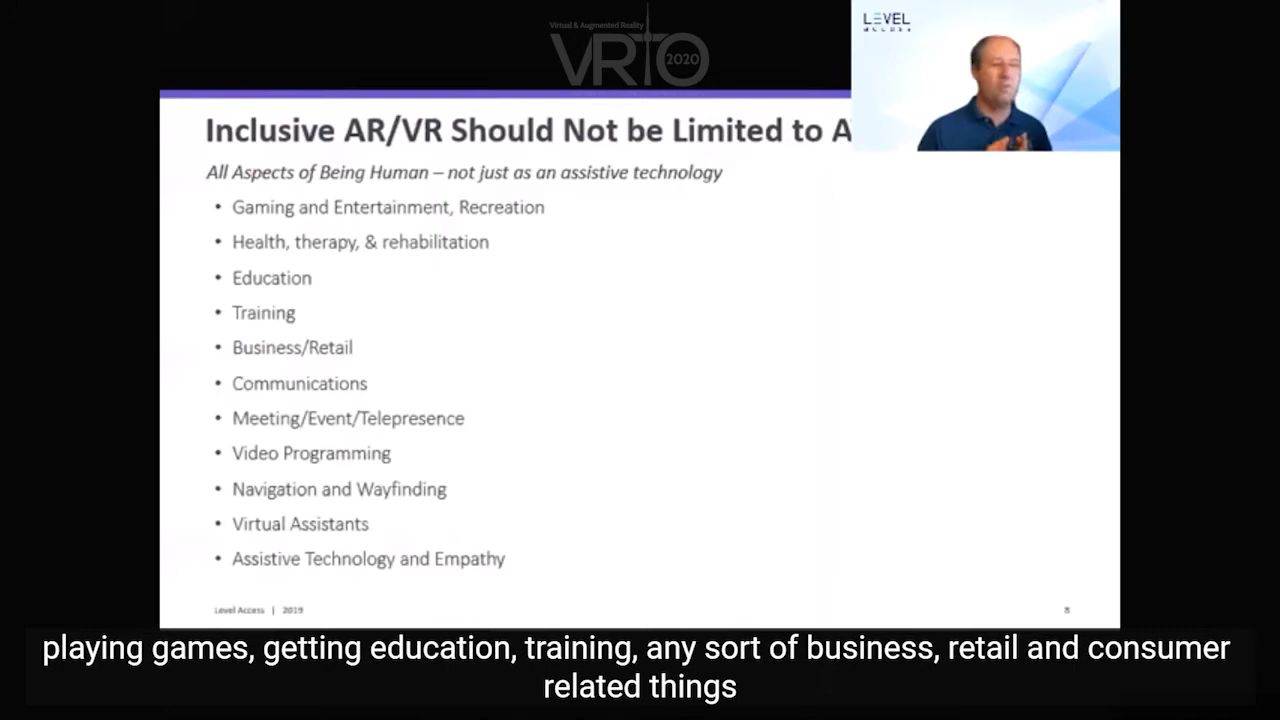 Virtual & Augmented Reality
VRTO
2020
LEVEL
ACCESS
Inclusive AR/VR Should Not be Limited to A
All Aspects of Being Human – not just as an assistive technology
• Gaming and Entertainment, Recreation
• Health, therapy, & rehabilitation
• Education
• Training
• Business/Retail
• Communications
• Meeting/Event/Telepresence
• Video Programming
• Navigation and Wayfinding
• Virtual Assistants
• Assistive Technology and Empathy
Level Access | 2019
8
playing games, getting education, training, any sort of business, retail and consumer
related things